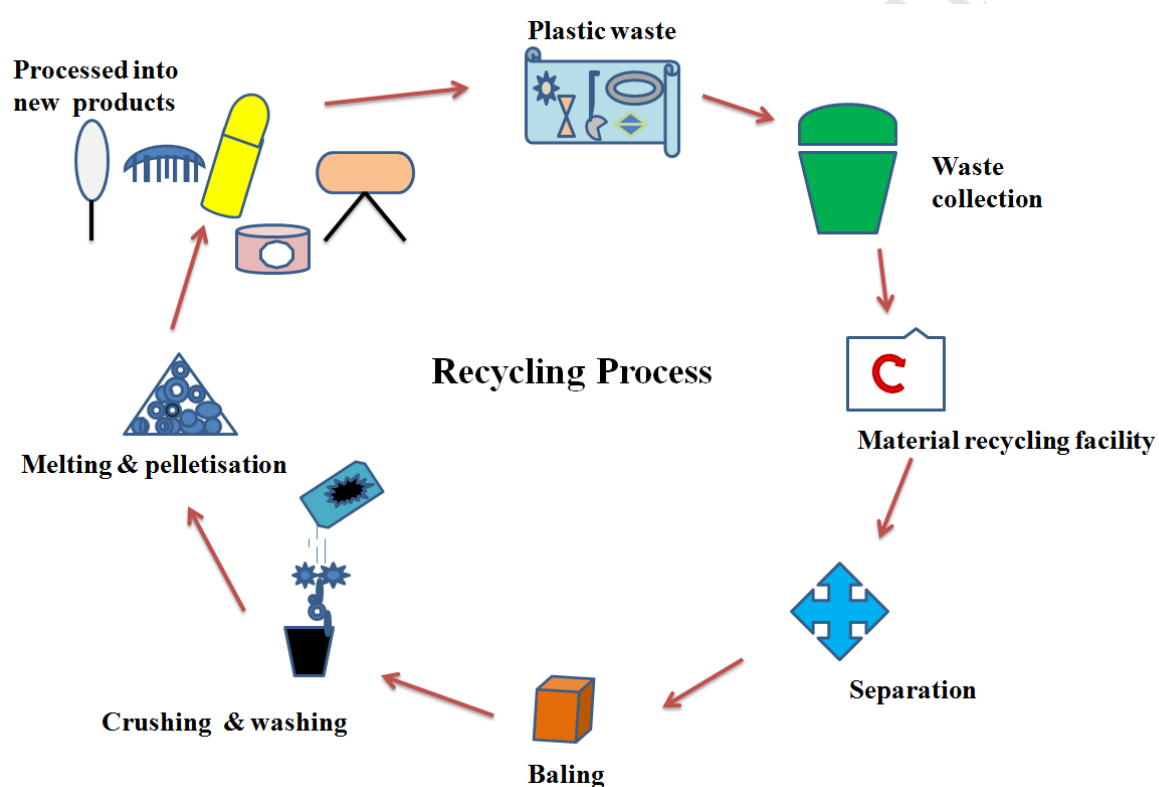 Plastic waste
Processed into
new products
Waste
collection
Recycling Process
Material recycling facility
Melting & pelletisation
Separation
Crushing & washing
Baling